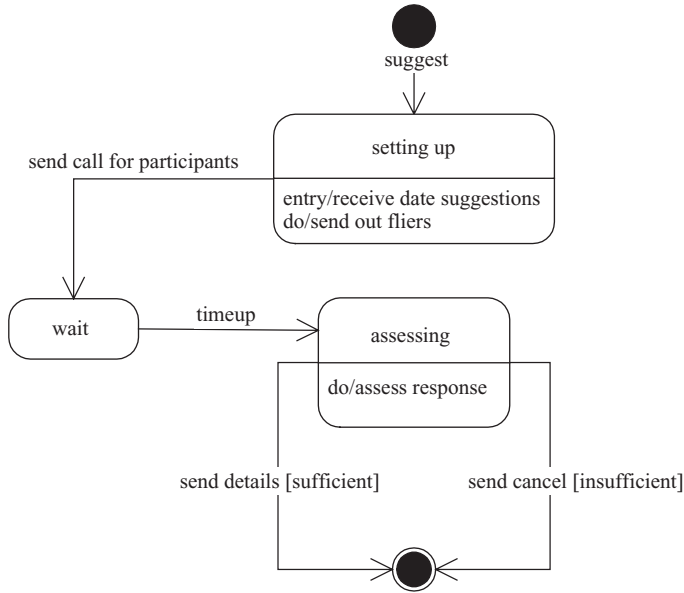 suggest
setting up
send call for participants
entry/receive date suggestions
do/send out fliers
wait
timeup
assessing
do/assess response
send details [sufficient]
send cancel [insufficient]